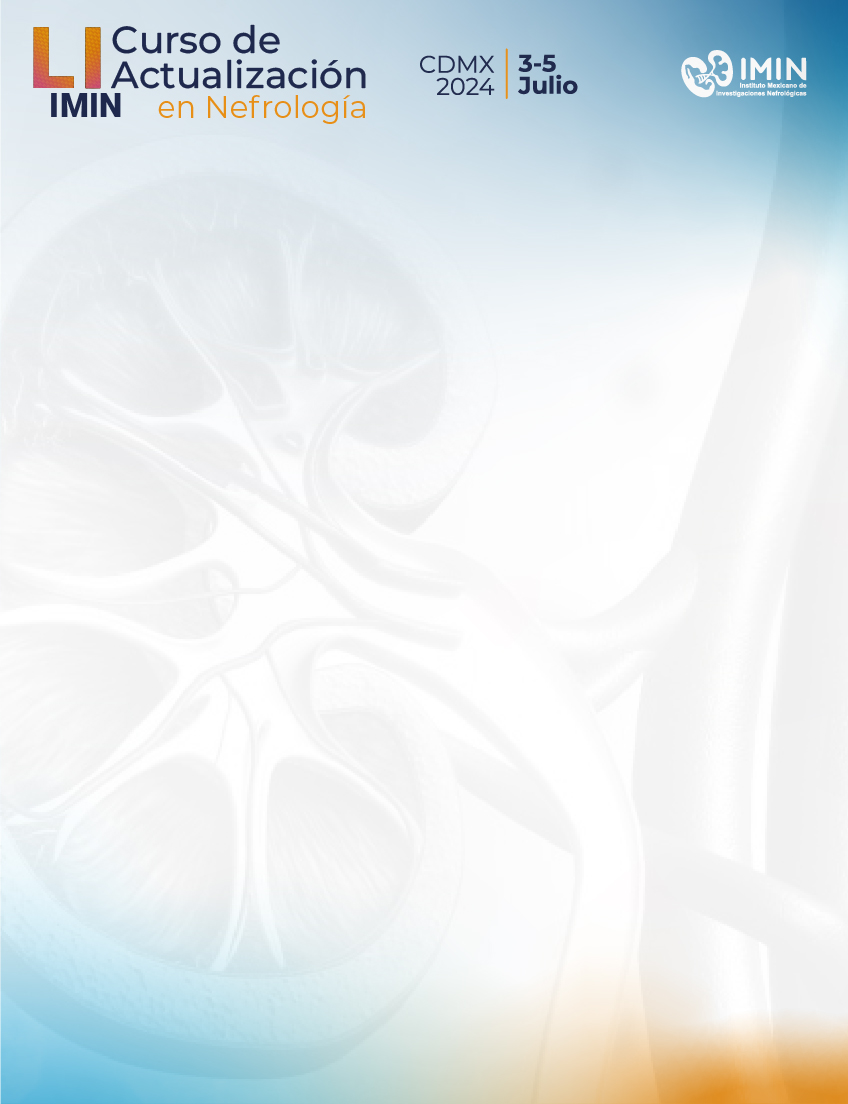 LI
IMIN
Curso de
Actualización
en Nefrología
CDMX
2024
3-5
Julio
IMIN
Instituto Mexicano de
Investigaciones Nefrológicas